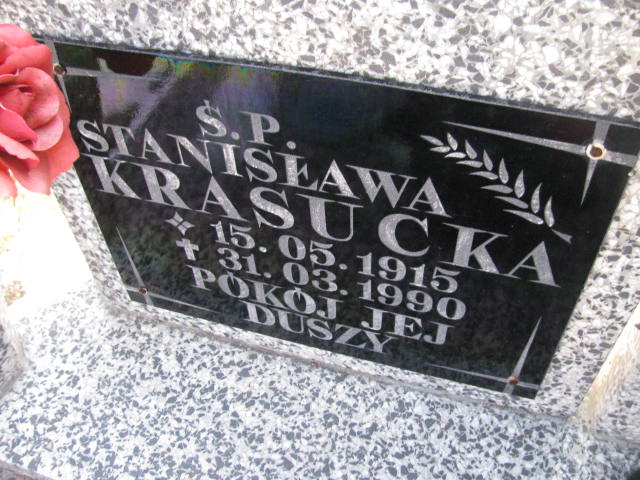 Ś.P.
STANISŁAWA
KRASUCKA
15.05.1915
31.03.1990
POKÓJ JEJ
DUSZY